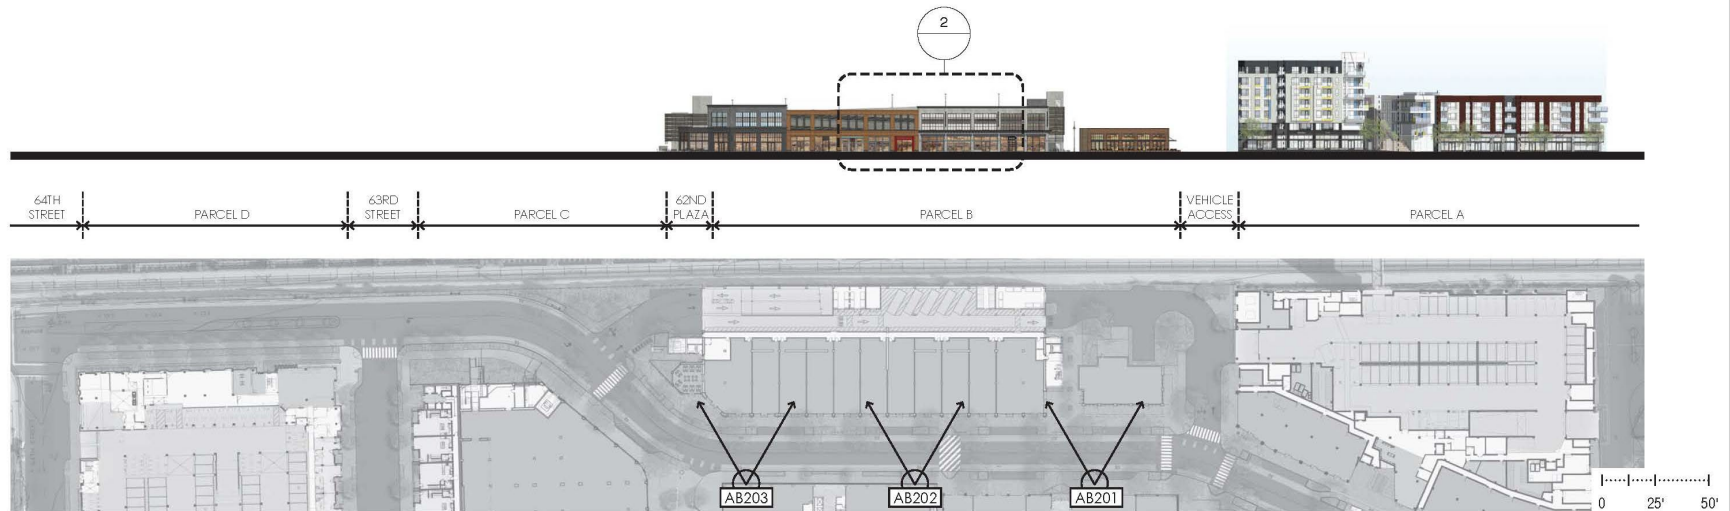 2
64TH
STREET
PARCEL D
63RD
STREET
PARCEL C
62ND
PLAZA
PARCEL B
VEHICLE
ACCESS
PARCEL A
AB203
AB202
AB201
0 25' 50'